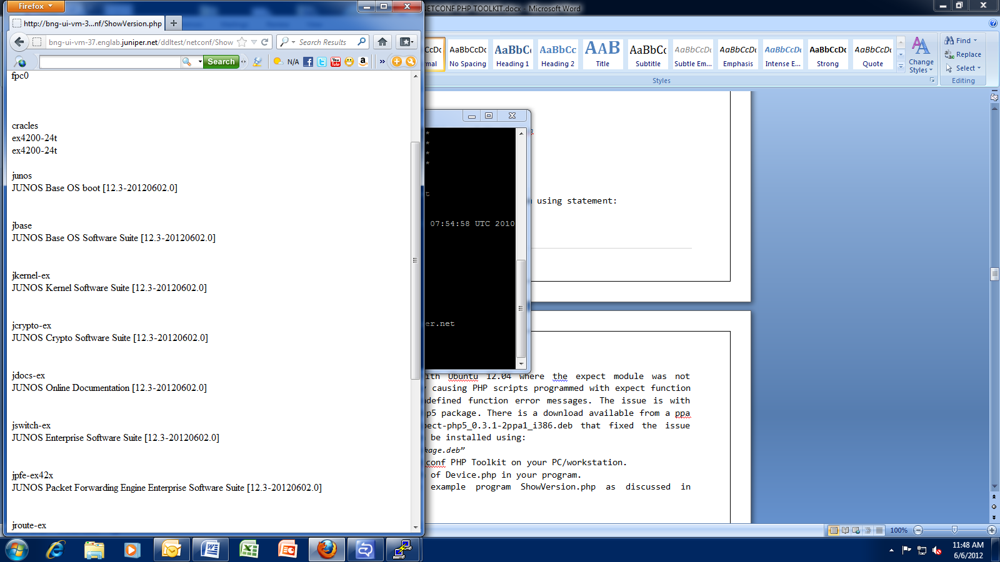 Firefox
NETCONF PHP TOOLKIT.docx - Microsoft Word
http://bng-ui-vm-3...nf/ShowVersion.php
bng-ui-vm-37.englab.juniper.net/ddltest/netconf/Show
Search Results
Search
N/A
You Tube
»
fpc0
cracles
ex4200-24t
ex4200-24t
junos
JUNOS Base OS boot [12.3-20120602.0]
jbase
JUNOS Base OS Software Suite [12.3-20120602.0]
jkernel-ex
JUNOS Kernel Software Suite [12.3-20120602.0]
jcrypto-ex
JUNOS Crypto Software Suite [12.3-20120602.0]
jdocs-ex
JUNOS Online Documentation [12.3-20120602.0]
jswitch-ex
JUNOS Enterprise Software Suite [12.3-20120602.0]
jpfe-ex42x
JUNOS Packet Forwarding Engine Enterprise Software Suite [12.3-20120602.0]
jroute-ex
AaBbCcDc AaBbCc AaBbCc AAB AaBbCc AaBbCcDc AaBbCcDc AaBbCcDc AaBbCcDc AaBbCcDc
No Spacing Heading 1 Heading 2 Title Subtitle Subtle Em... Emphasis Intense E... Strong Quote
Change Styles
Styles
Find
Replace
Select
Editing
*
*
*
*
t
07:54:58 UTC 2010
er.net
using statement:
ith Ubuntu 12.04 where the expect module was not
causing PHP scripts programmed with expect function
ndefined function error messages. The issue is with
p5 package. There is a download available from a ppa
pect-php5_0.3.1-2ppa1_i386.deb that fixed the issue
be installed using:
kage.deb”
conf PHP Toolkit on your PC/workstation.
of Device.php in your program.
example program ShowVersion.php as discussed in
100%
11:48 AM
6/6/2012